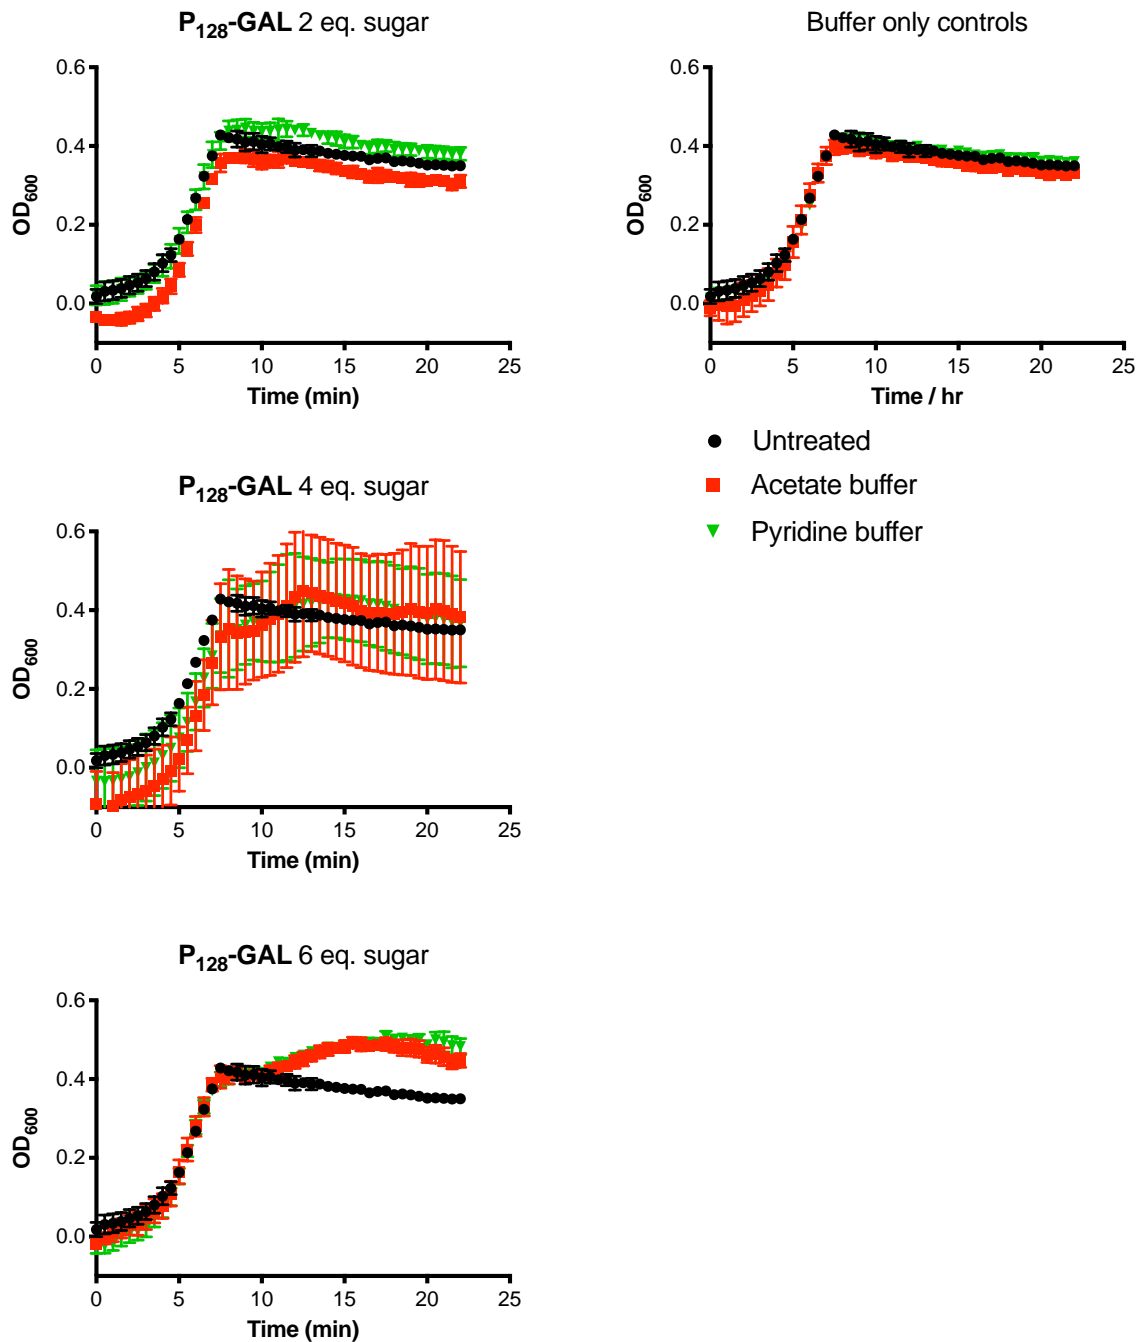 P128-GAL 2 eq. sugar
0.6
0.4
0.2
0.0
OD600
0 5 10 15 20 25
Time (min)
Buffer only controls
0.6
0.4
0.2
0.0
OD600
0 5 10 15 20 25
Time / hr
Untreated
Acetate buffer
Pyridine buffer
P128-GAL 4 eq. sugar
0.6
0.4
0.2
0.0
OD600
0 5 10 15 20 25
Time (min)
P128-GAL 6 eq. sugar
0.6
0.4
0.2
0.0
OD600
0 5 10 15 20 25
Time (min)